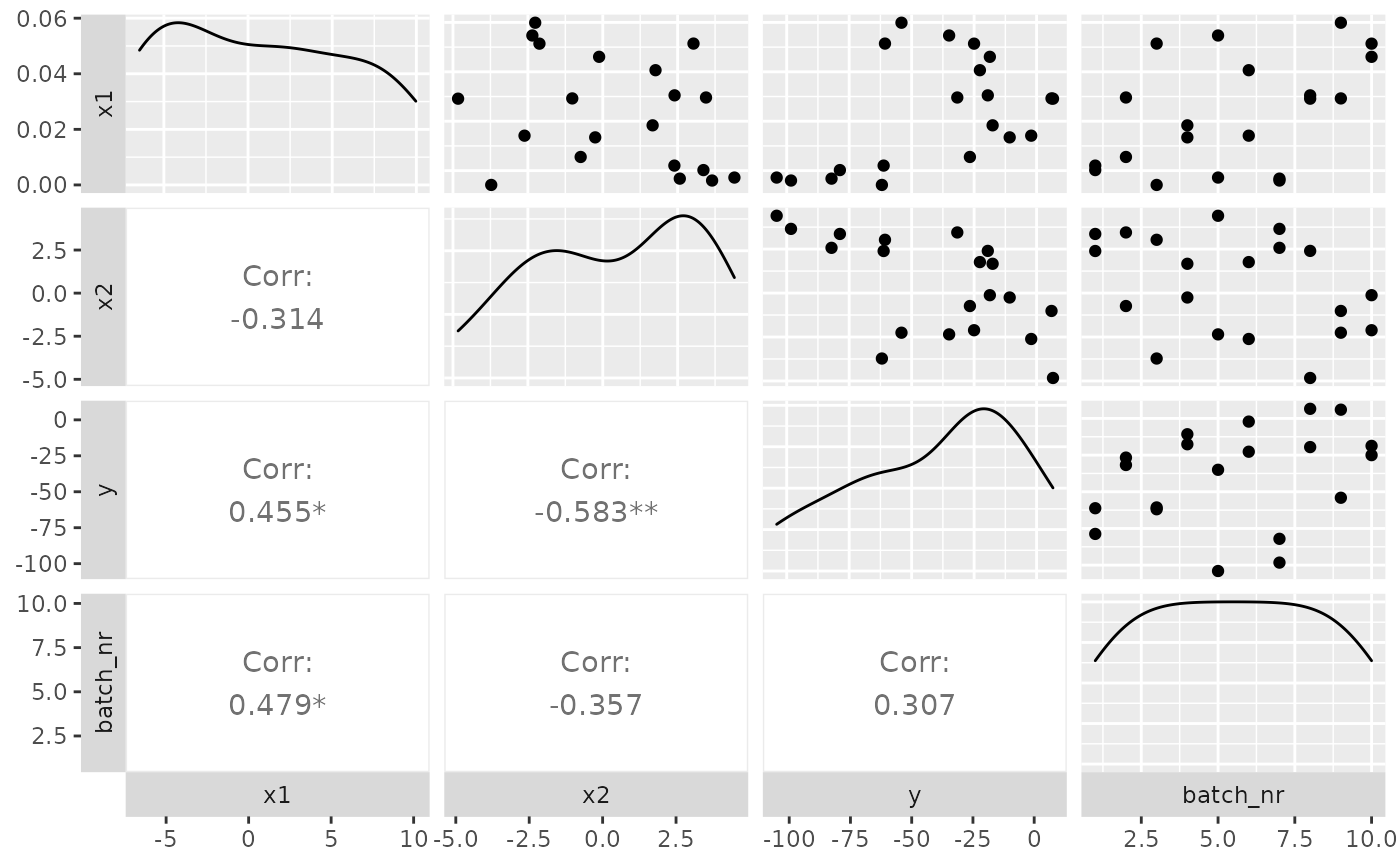 0.06
0.04
0.02
0.00
x1
2.5
0.0
-2.5
-5.0
x2
Corr:
-0.314
0
-25
-50
-75
-100
y
Corr:
0.455*
Corr:
-0.583**
10.0
7.5
5.0
2.5
batch_nr
Corr:
0.479*
Corr:
-0.357
Corr:
0.307
x1 x2 y batch_nr
-5 0 5 10 -5.0 -2.5 0.0 2.5 -100 -75 -50 -25 0 2.5 5.0 7.5 10.0